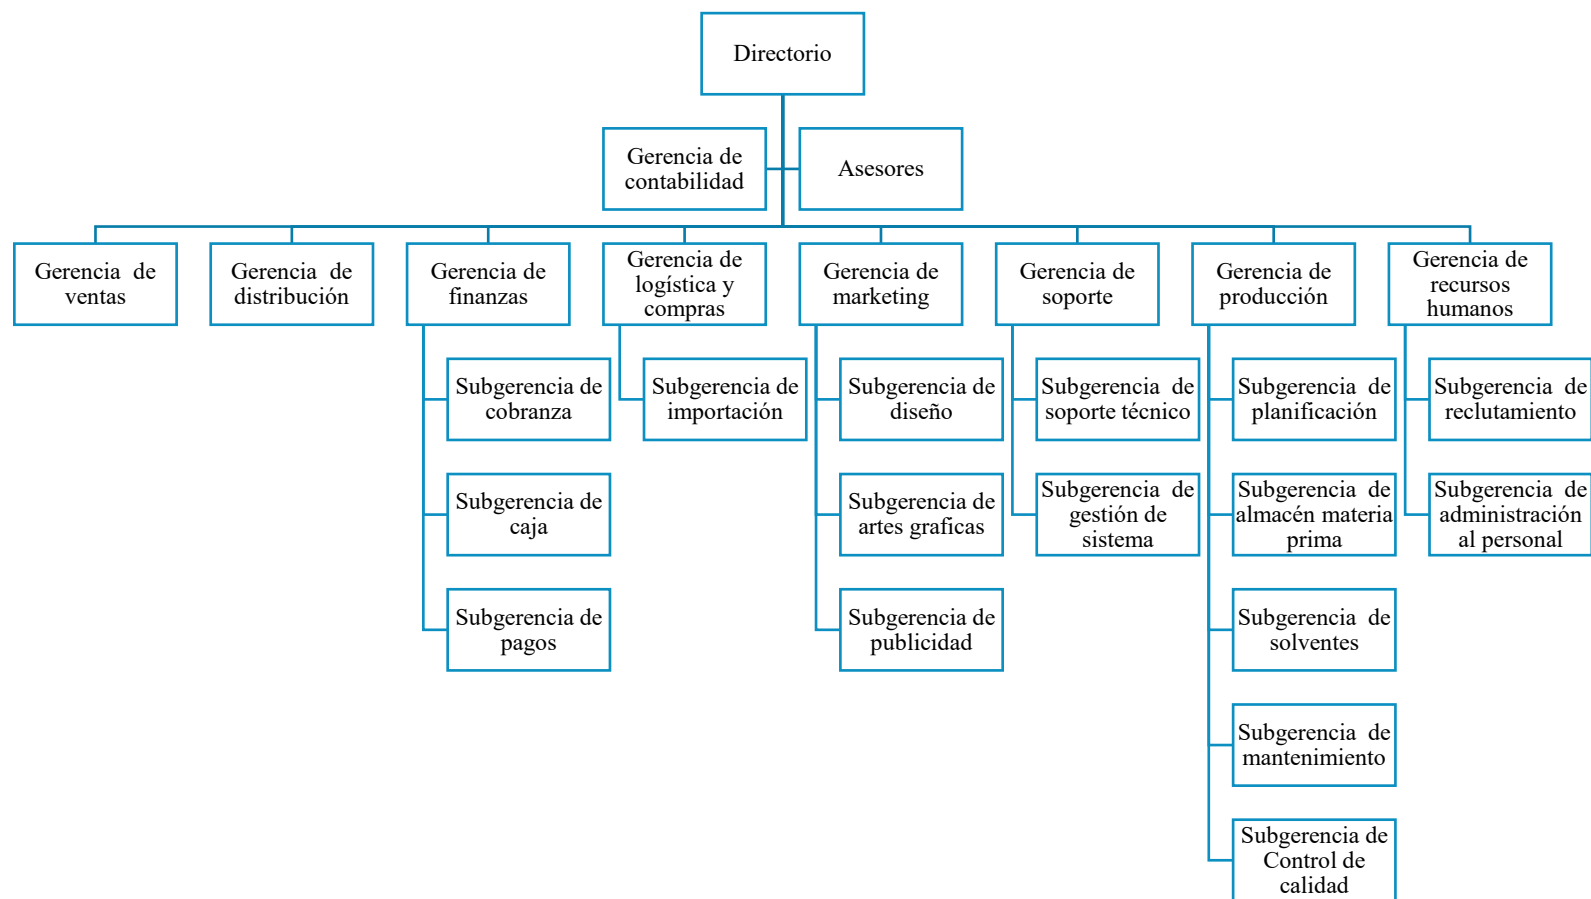 Directorio
Gerencia de
contabilidad
Asesores
Gerencia  de
ventas
Gerencia  de
distribución
Gerencia de
finanzas
Gerencia de
logística y
compras
Gerencia de
marketing
Gerencia de
soporte
Gerencia de
producción
Gerencia de
recursos
humanos
Subgerencia de
cobranza
Subgerencia de
importación
Subgerencia de
diseño
Subgerencia  de
soporte técnico
Subgerencia  de
planificación
Subgerencia  de
reclutamiento
Subgerencia de
caja
Subgerencia de
artes graficas
Subgerencia  de
gestión de
sistema
Subgerencia de
almacén materia
prima
Subgerencia  de
administración
al personal
Subgerencia de
pagos
Subgerencia de
publicidad
Subgerencia  de
solventes
Subgerencia  de
mantenimiento
Subgerencia de
Control de
calidad